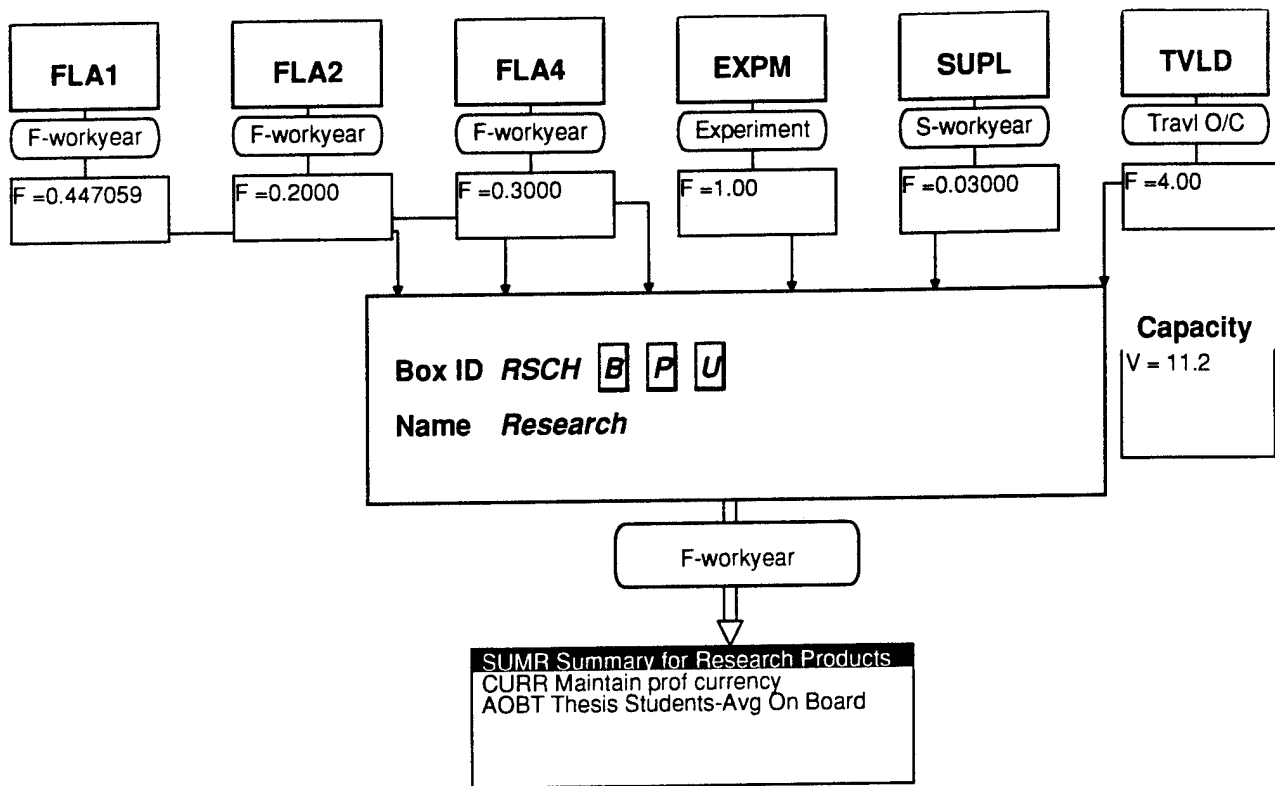 FLA1 FLA2 FLA4 EXPM SUPL TVLD
F-workyear F-workyear F-workyear Experiment S-workyear Travl O/C
F =0.447059 F =0.2000 F =0.3000 F =1.00 F =0.03000 F =4.00
Box ID RSCH B P U
Name Research
Capacity
V = 11.2
F-workyear
SUMR Summary for Research Products
CURR Maintain prof currency
AOBT Thesis Students-Avg On Board